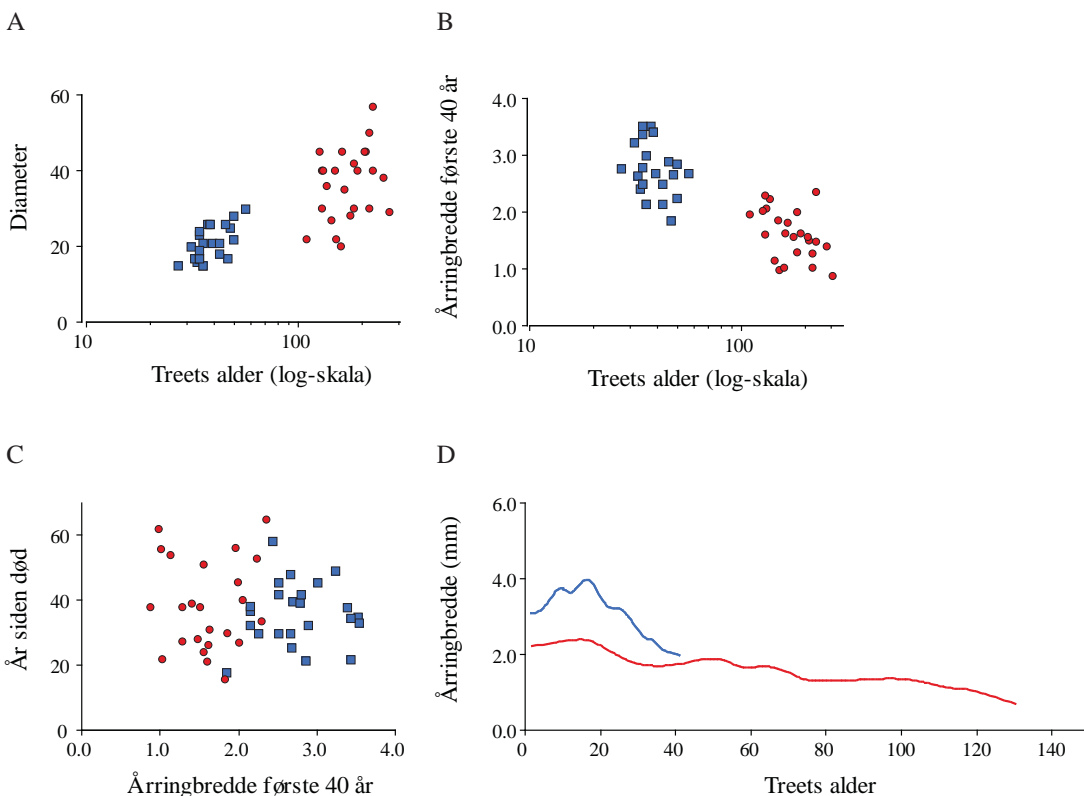 A
Diameter
60
40
20
0
10
100
Treets alder (log-skala)
B
Årringbredde første 40 år
4.0
3.0
2.0
1.0
0.0
10
100
Treets alder (log-skala)
C
År siden død
60
40
20
0
0.0
1.0
2.0
3.0
4.0
Årringbredde første 40 år
D
Årringbredde (mm)
6.0
4.0
2.0
0.0
0
20
40
60
80
100
120
140
Treets alder